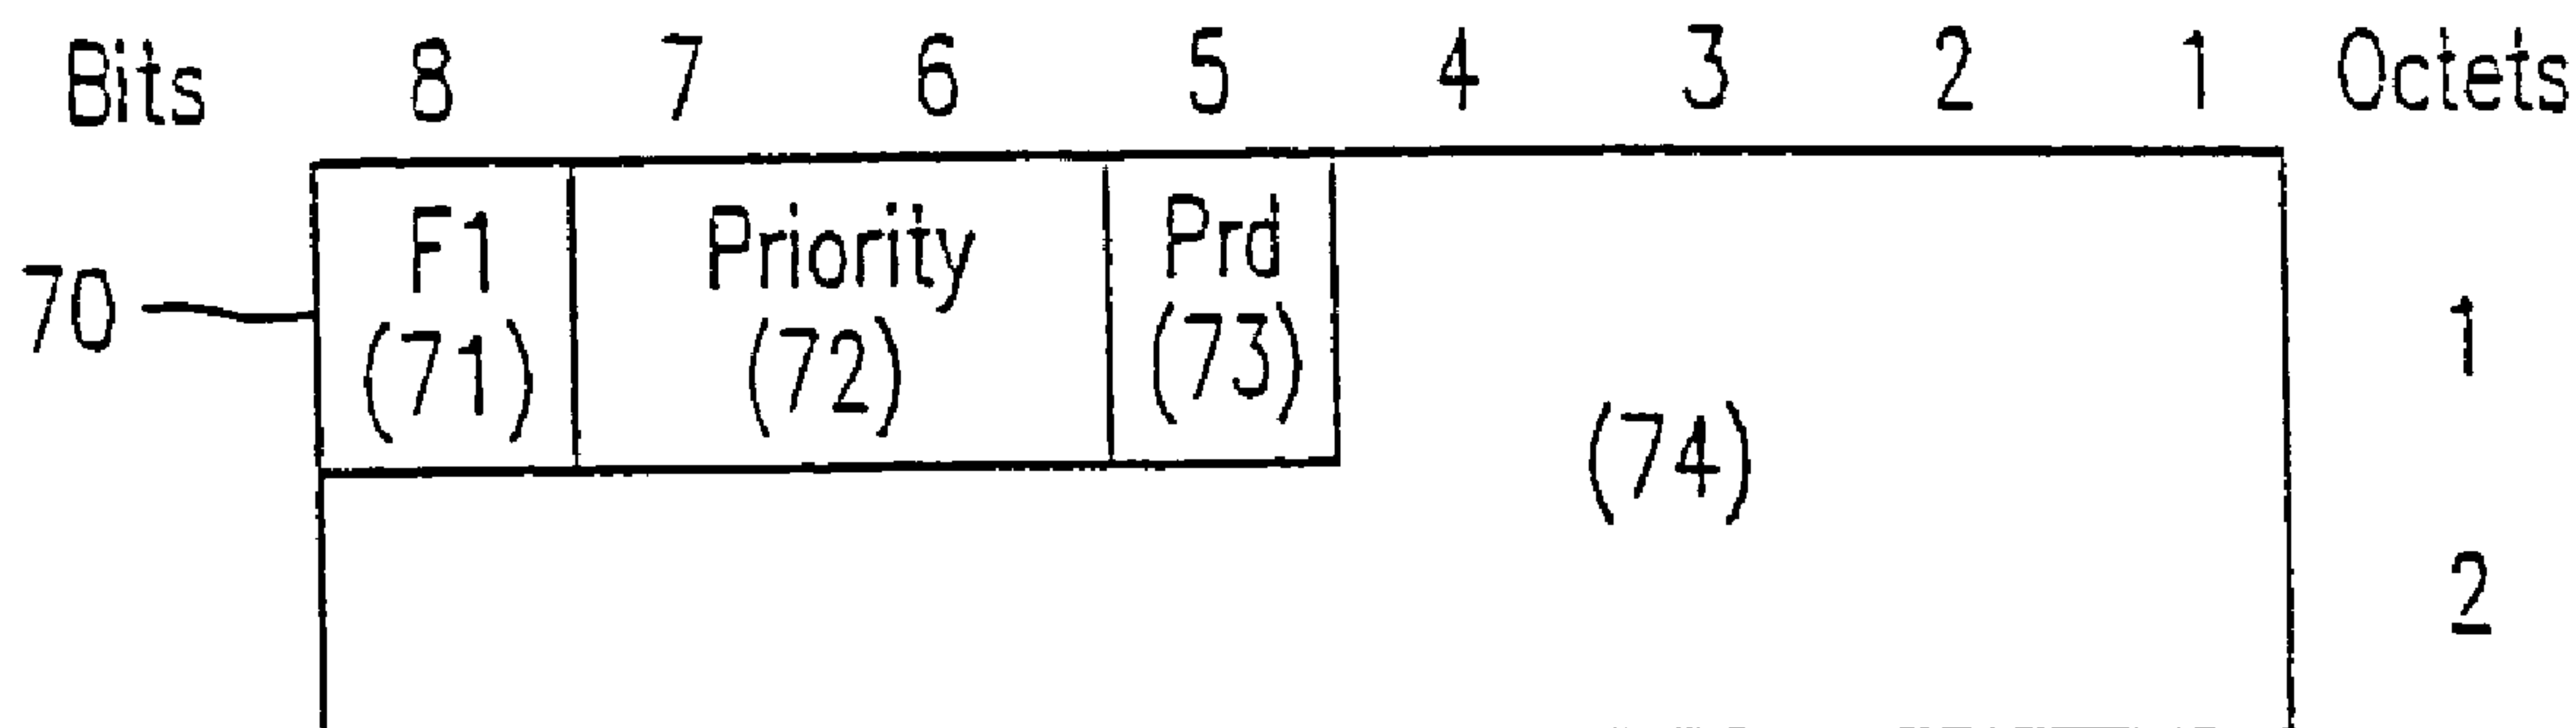 Bits 8 7 6 5 4 3 2 1 Octets
F1 Priority Prd
70 (71) (72) (73) 1
(74)
2